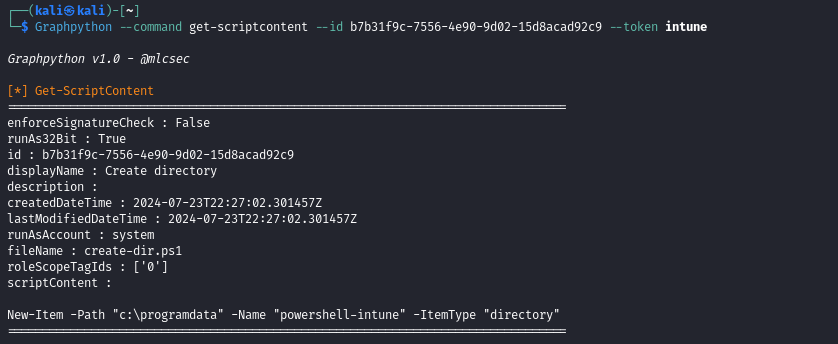 ┌──(kali㉿kali)-[~]
└─$ Graphpython --command get-scriptcontent --id b7b31f9c-7556-4e90-9d02-15d8acad92c9 --token intune
Graphpython v1.0 - @mlcsec
[*] Get-ScriptContent
================================================================================
enforceSignatureCheck : False
runAs32Bit : True
id : b7b31f9c-7556-4e90-9d02-15d8acad92c9
displayName : Create directory
description :
createdDateTime : 2024-07-23T22:27:02.301457Z
lastModifiedDateTime : 2024-07-23T22:27:02.301457Z
runAsAccount : system
fileName : create-dir.ps1
roleScopeTagIds : ['0']
scriptContent :
New-Item -Path "c:\programdata" -Name "powershell-intune" -ItemType "directory"
================================================================================